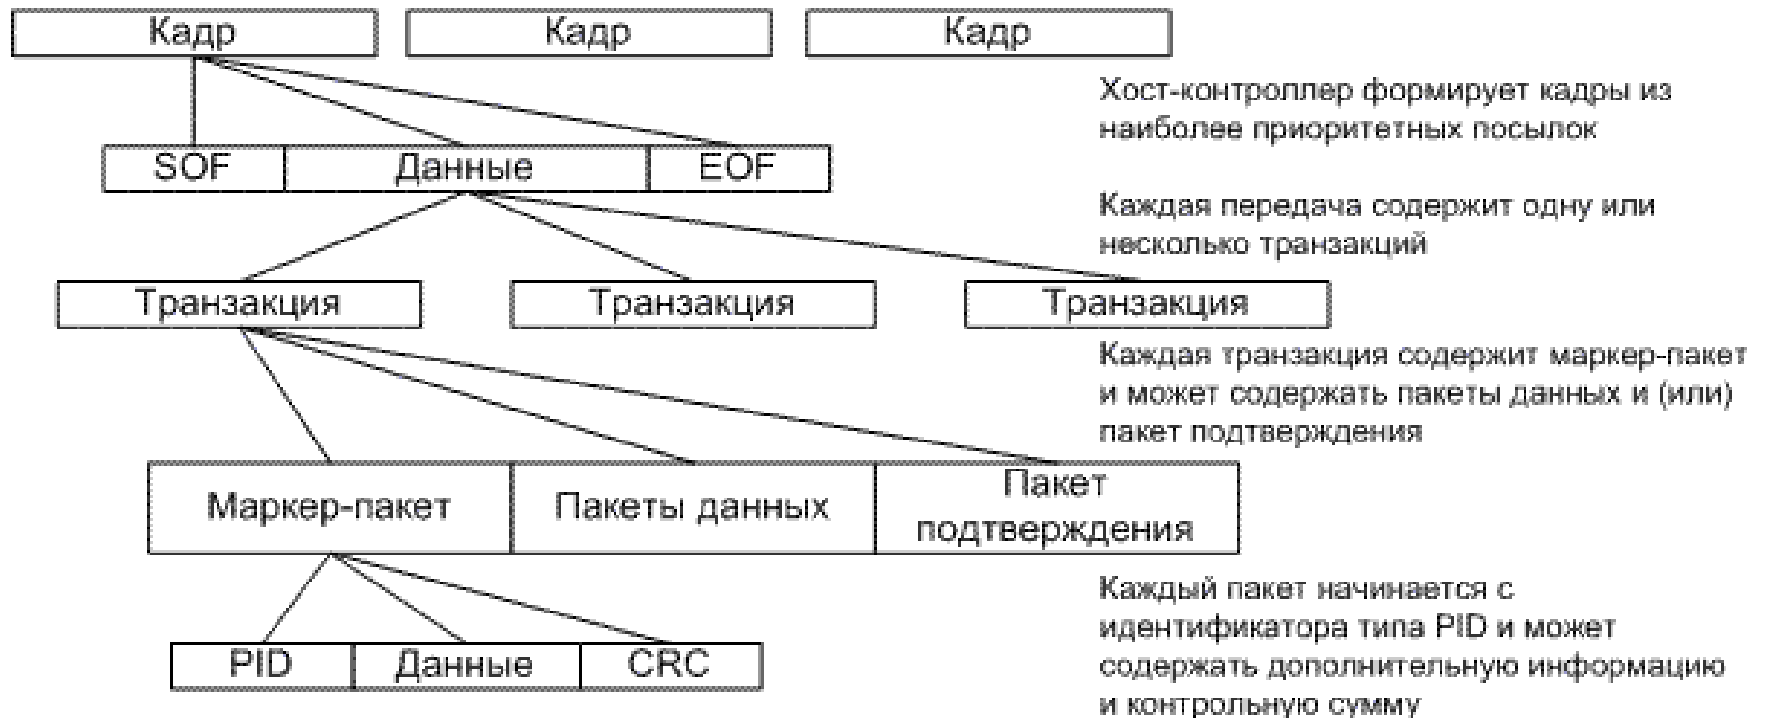 Кадр Кадр Кадр
Хост-контроллер формирует кадры из
наиболее приоритетных посылок
SOF Данные EOF
Каждая передача содержит одну или
несколько транзакций
Транзакция Транзакция Транзакция
Каждая транзакция содержит маркер-пакет
и может содержать пакеты данных и (или)
пакет подтверждения
Маркер-пакет Пакеты данных Пакет
подтверждения
Каждый пакет начинается с
идентификатора типа PID и может
содержать дополнительную информацию
и контрольную сумму
PID Данные CRC